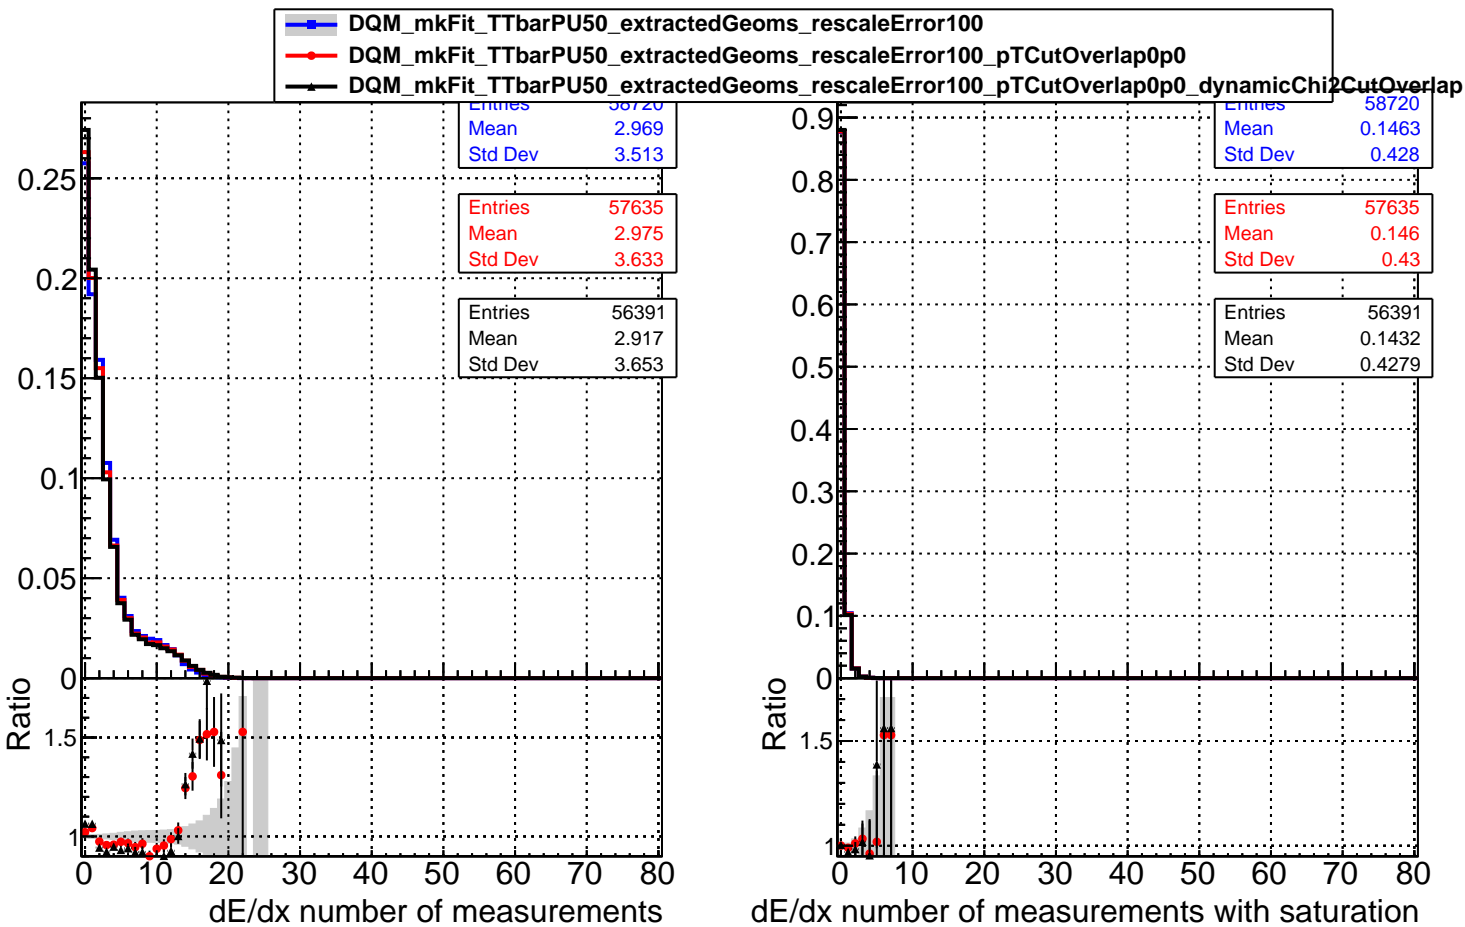 DQM_mkFit_TTbarPU50_extractedGeoms_rescaleError100
DQM_mkFit_TTbarPU50_extractedGeoms_rescaleError100_pTCutOverlap0p0
DQM_mkFit_TTbarPU50_extractedGeoms_rescaleError100_pTCutOverlap0p0_dynamicChi2CutOverlap
Entries 58720
Mean 2.969
Std Dev 3.513
Entries 57635
Mean 2.975
Std Dev 3.633
Entries 56391
Mean 2.917
Std Dev 3.653
0.25
0.2
0.15
0.1
0.05
0
Ratio
1.5
1
0 10 20 30 40 50 60 70 80
dE/dx number of measurements
58720
Mean 0.1463
Std Dev 0.428
Entries 57635
Mean 0.146
Std Dev 0.43
Entries 56391
Mean 0.1432
Std Dev 0.4279
0.9
0.8
0.7
0.6
0.5
0.4
0.3
0.2
0.1
0
Ratio
1.5
1
0 10 20 30 40 50 60 70 80
dE/dx number of measurements with saturation